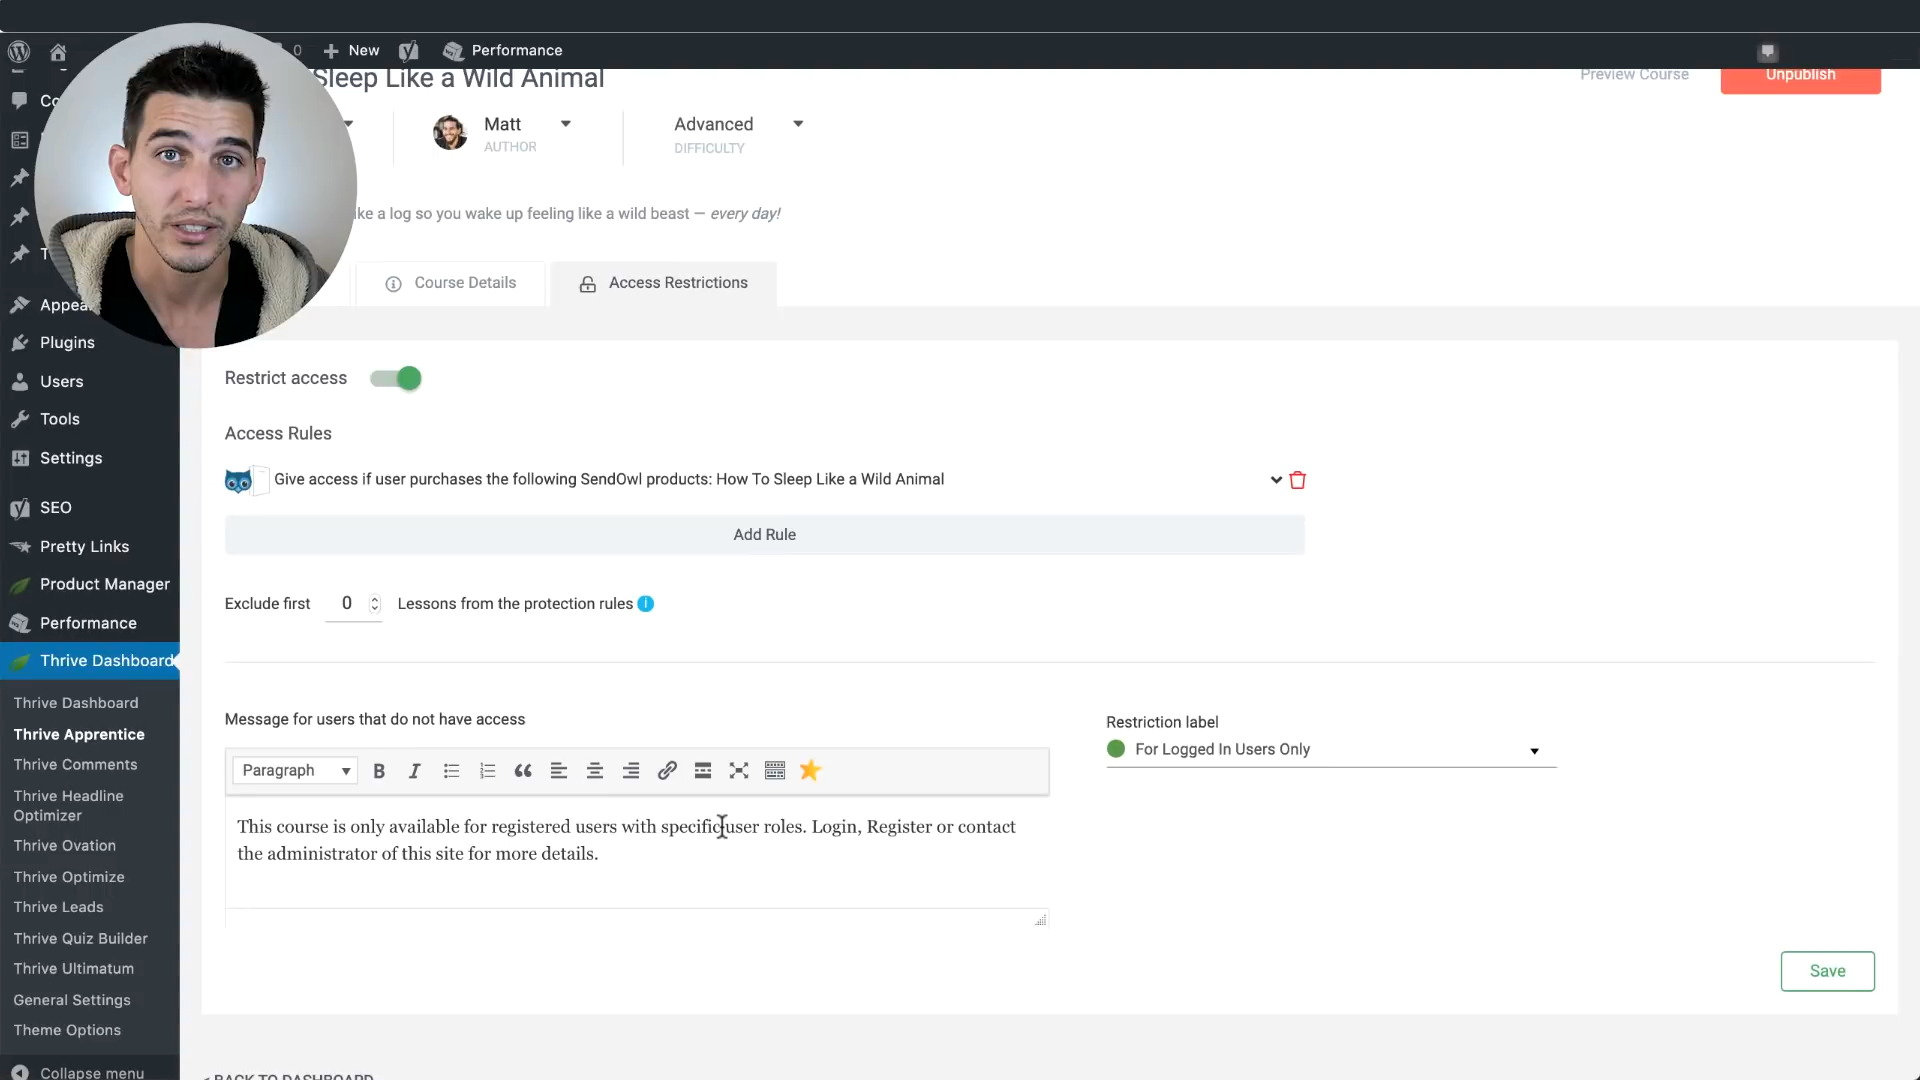 0
New
Performance
Sleep Like a Wild Animal
Preview Course
Unpublish
Matt
AUTHOR
Advanced
DIFFICULTY
ke a log so you wake up feeling like a wild beast — every day!
Course Details
Access Restrictions
Co
T
Appea
Plugins
Users
Tools
Settings
SEO
Pretty Links
Product Manager
Performance
Thrive Dashboard
Thrive Dashboard
Thrive Apprentice
Thrive Comments
Thrive Headline
Optimizer
Thrive Ovation
Thrive Optimize
Thrive Leads
Thrive Quiz Builder
Thrive Ultimatum
General Settings
Theme Options
Collapse menu
Restrict access
Access Rules
Give access if user purchases the following SendOwl products: How To Sleep Like a Wild Animal
Add Rule
Exclude first 0 Lessons from the protection rules
Message for users that do not have access
Restriction label
For Logged In Users Only
Paragraph
This course is only available for registered users with specific user roles. Login, Register or contact
the administrator of this site for more details.
Save
BACK TO DASHBOARD